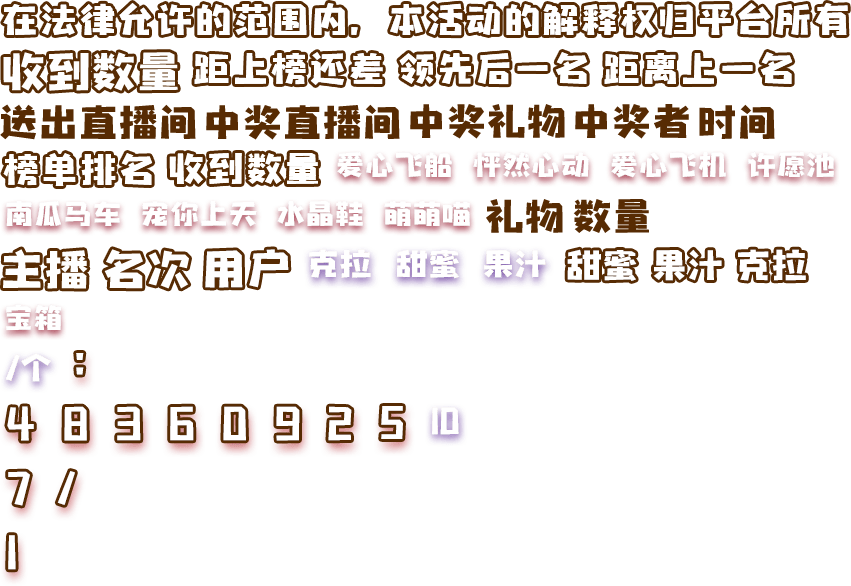 在法律允许的范围内，本活动的解释权归平台所有
收到数量 距上榜还差 领先后一名 距离上一名
送出直播间 中奖直播间 中奖礼物 中奖者 时间
榜单排名 收到数量 爱心飞船 怦然心动 爱心飞机 许愿池
南瓜马车 宠你上天 水晶鞋 萌萌喵 礼物 数量
主播 名次 用户 克拉 甜蜜 果汁 甜蜜 果汁 克拉
宝箱
/个 :
4 8 3 6 0 9 2 5 10
7 /
1